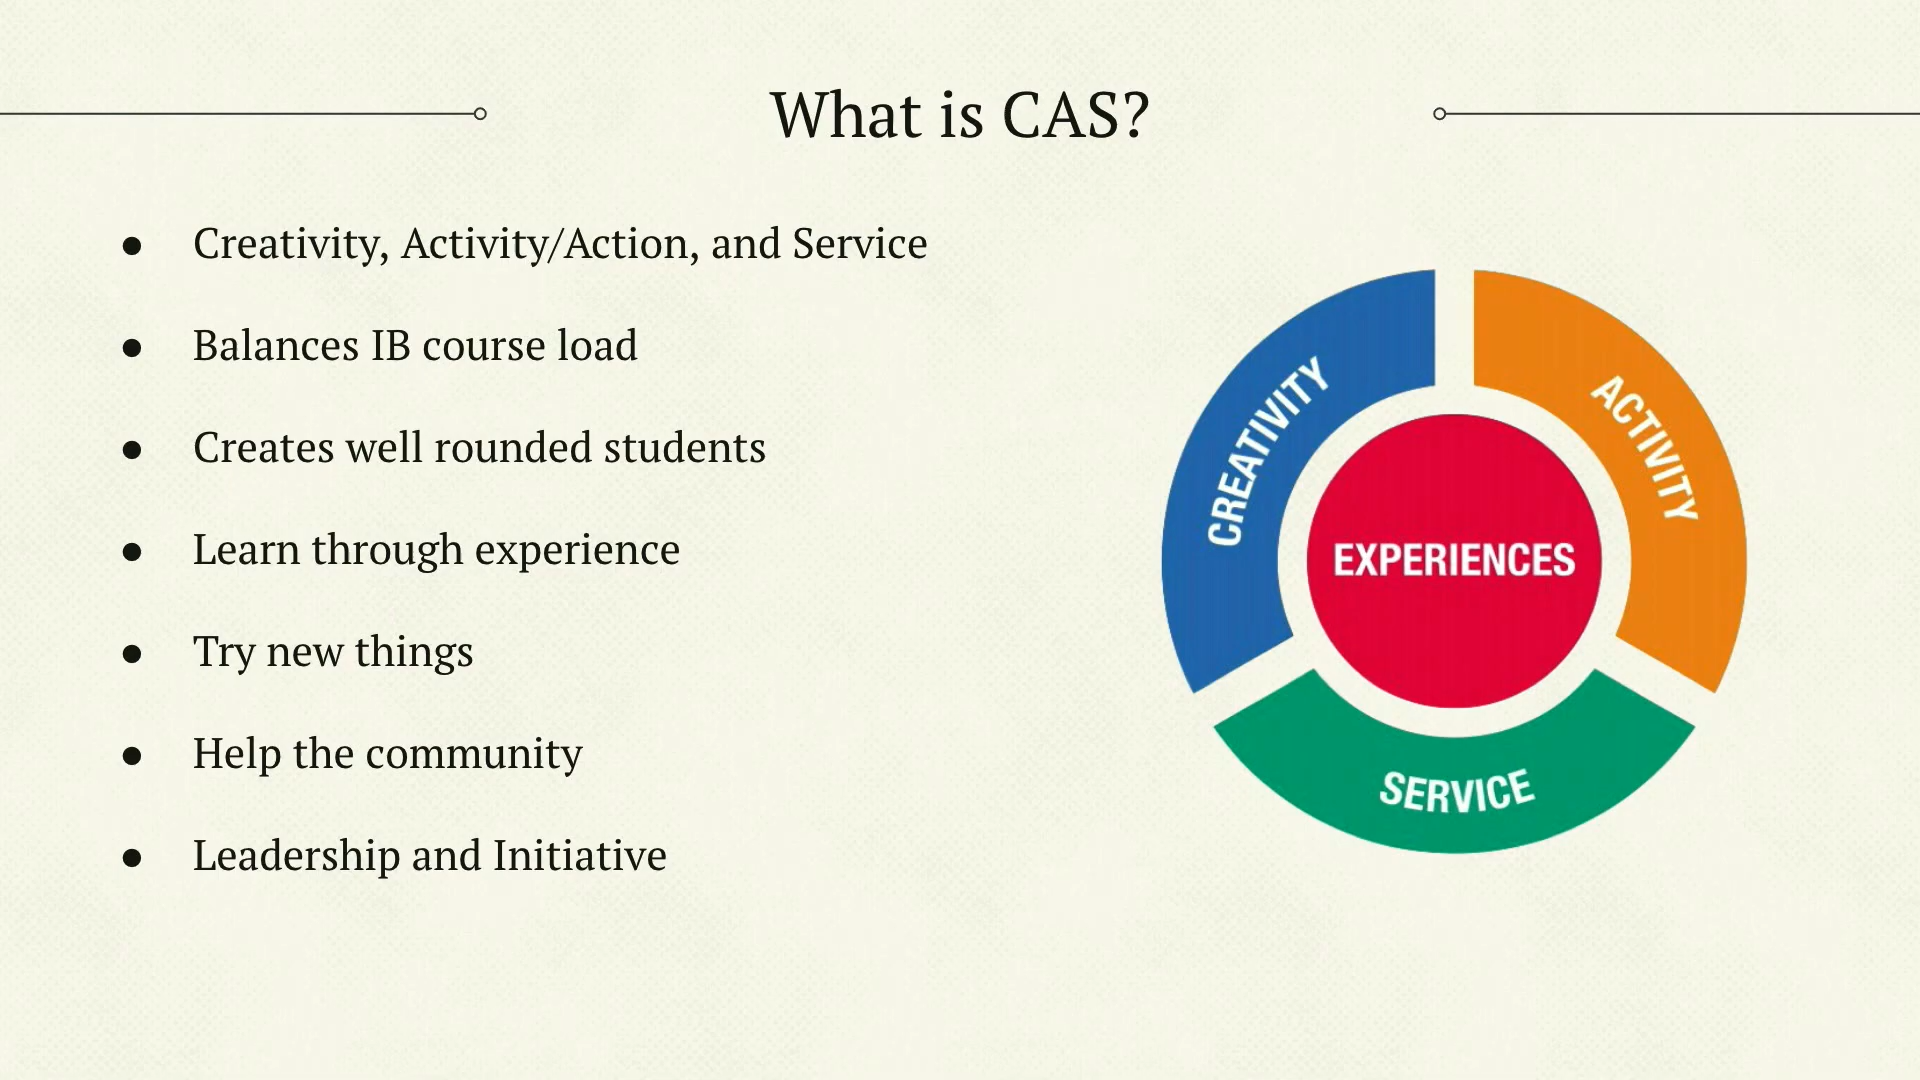 What is CAS?
● Creativity, Activity/Action, and Service
● Balances IB course load
● Creates well rounded students
● Learn through experience
● Try new things
● Help the community
● Leadership and Initiative
CREATIVITY
ACTIVITY
EXPERIENCES
SERVICE